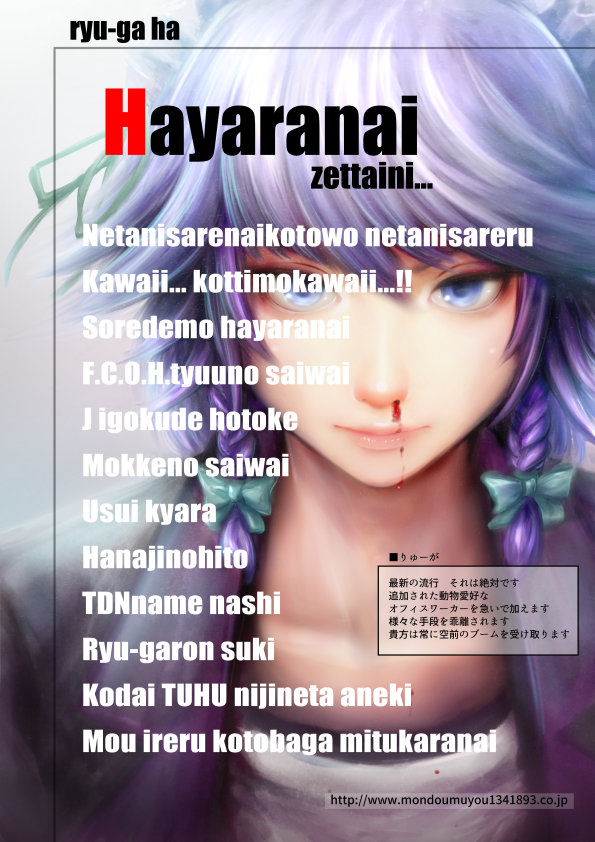 ryu-ga ha
Hayaranai
zettaini...
Netanisarenaikotowo netanisareru
Kawaii... kottimokawaii...!!
Soredemo hayaranai
F.C.O.H.tyuuno saiwai
J igokude hotoke
Mokkeno saiwai
Usui kyara
Hanajinohito
TDNname nashi
Ryu-garon suki
Kodai TUHU nijineta aneki
Mou ireru kotobaga mitukaranai
■りゅーが
最新の流行　それは絶対です
追加された動物愛好な
オフィスワーカーを急いで加えます
様々な手段を乖離されます
貴方は常に空前のブームを受け取ります
http://www.mondoumuyou1341893.co.jp